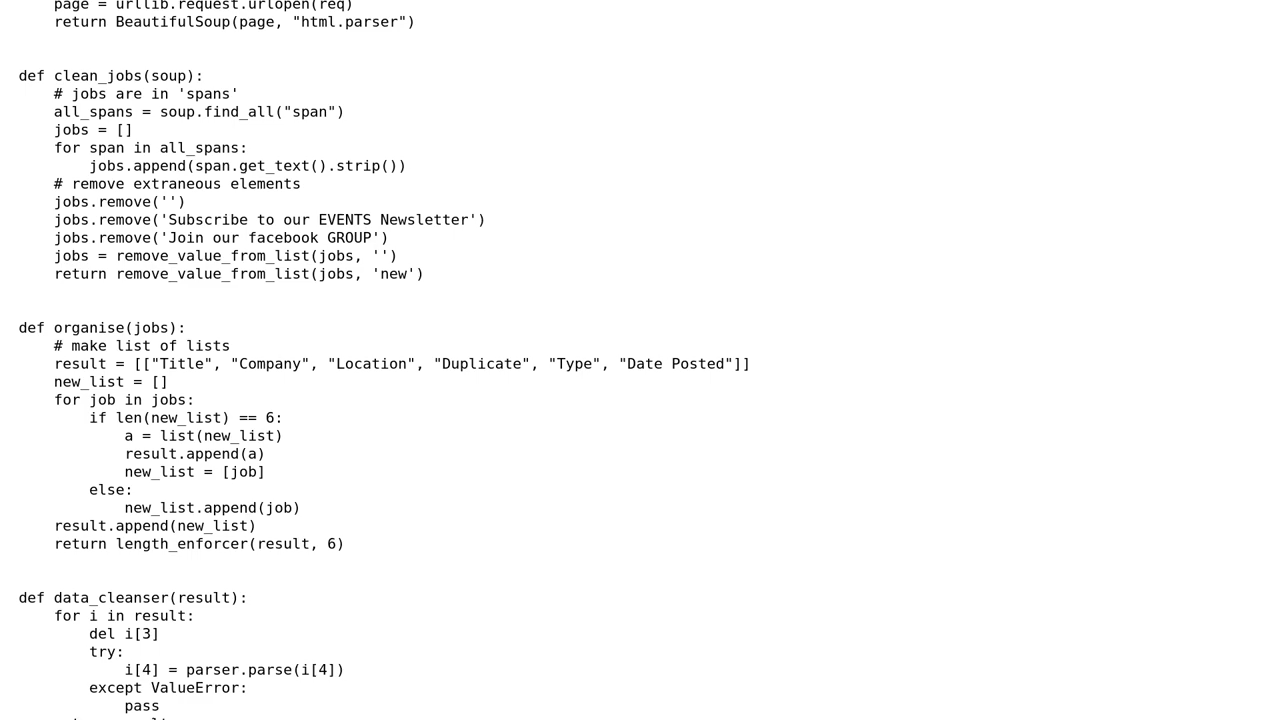 page = urllib.request.urlopen(req)
    return BeautifulSoup(page, "html.parser")


def clean_jobs(soup):
    # jobs are in 'spans'
    all_spans = soup.find_all("span")
    jobs = []
    for span in all_spans:
        jobs.append(span.get_text().strip())
    # remove extraneous elements
    jobs.remove('')
    jobs.remove('Subscribe to our EVENTS Newsletter')
    jobs.remove('Join our facebook GROUP')
    jobs = remove_value_from_list(jobs, '')
    return remove_value_from_list(jobs, 'new')


def organise(jobs):
    # make list of lists
    result = [["Title", "Company", "Location", "Duplicate", "Type", "Date Posted"]]
    new_list = []
    for job in jobs:
        if len(new_list) == 6:
            a = list(new_list)
            result.append(a)
            new_list = [job]
        else:
            new_list.append(job)
    result.append(new_list)
    return length_enforcer(result, 6)


def data_cleanser(result):
    for i in result:
        del i[3]
        try:
            i[4] = parser.parse(i[4])
        except ValueError:
            pass